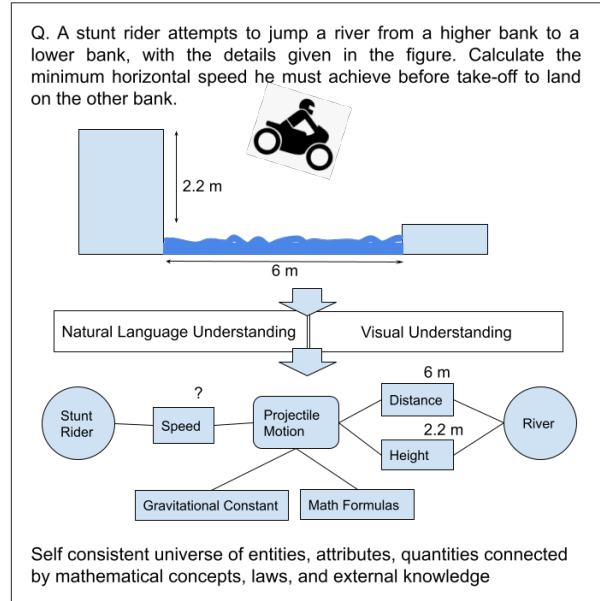 Q. A stunt rider attempts to jump a river from a higher bank to a
lower bank, with the details given in the figure. Calculate the
minimum horizontal speed he must achieve before take-off to land
on the other bank.
2.2 m
6 m
Natural Language Understanding
Visual Understanding
6 m
?
Stunt
Rider
Speed
Projectile
Motion
Distance
River
2.2 m
Height
Gravitational Constant
Math Formulas
Self consistent universe of entities, attributes, quantities connected
by mathematical concepts, laws, and external knowledge